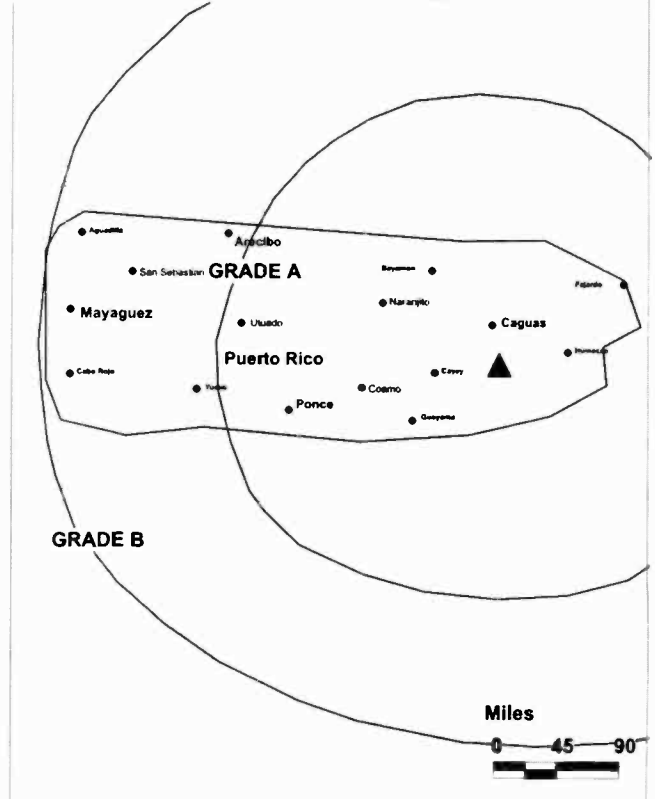 Aguadilla
Arecibo
San Sebastian
GRADE A
Bayamon
Fajardo
Naranjito
Mayaguez
Utuado
Caguas
Humacao
Puerto Rico
Cabo Rojo
Yauco
Coamo
Cayey
Ponce
Guayama
GRADE B
Miles
0 45 90